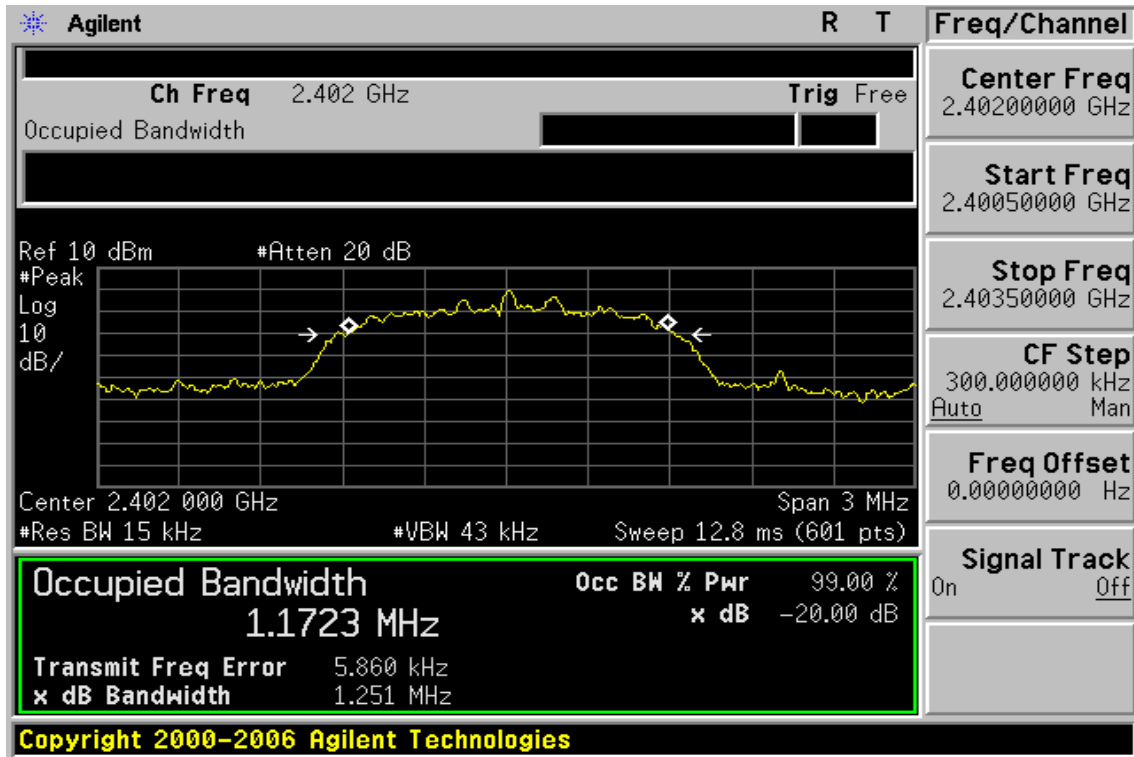 Agilent R T
Freq/Channel
Ch Freq 2.402 GHz Trig Free
Occupied Bandwidth
Ref 10 dBm #Atten 20 dB
#Peak
Log
10
dB/
Center 2.402 000 GHz Span 3 MHz
#Res BW 15 kHz #VBW 43 kHz Sweep 12.8 ms (601 pts)
Occupied Bandwidth
1.1723 MHz
Occ BW % Pwr 99.00 %
x dB -20.00 dB
Transmit Freq Error 5.860 kHz
x dB Bandwidth 1.251 MHz
Copyright 2000-2006 Agilent Technologies
Center Freq
2.40200000 GHz
Start Freq
2.40050000 GHz
Stop Freq
2.40350000 GHz
CF Step
300.000000 kHz
Auto Man
Freq Offset
0.00000000 Hz
Signal Track
On Off